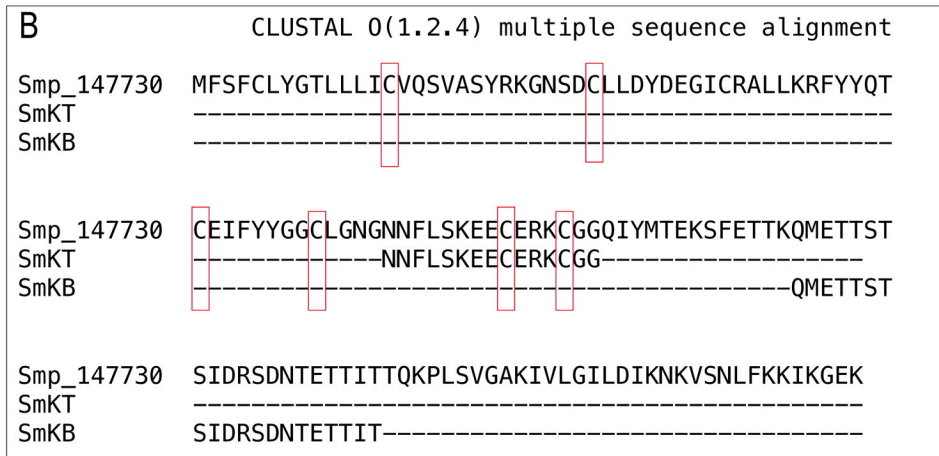 B
CLUSTAL O(1.2.4) multiple sequence alignment
Smp_147730 MFSFCLYGTLLLICVQSVASYRKGNSDCLLDYDEGICRALLKRFYYQT
SmKT ------------------------------------------------
SmKB ------------------------------------------------
Smp_147730 CEIFYYGGCLGNGNNFLSKEECERKCGGQIYMTEKSFETTKQMETTST
SmKT -------------NNFLSKEECERKCGG------------------
SmKB -----------------------------------------QMETTST
Smp_147730 SIDRSDNTETTITTQKPLSVGAKIVLGILDIKNKVSNLFKKIKGEK
SmKT ----------------------------------------------
SmKB SIDRSDNTETTIT---------------------------------